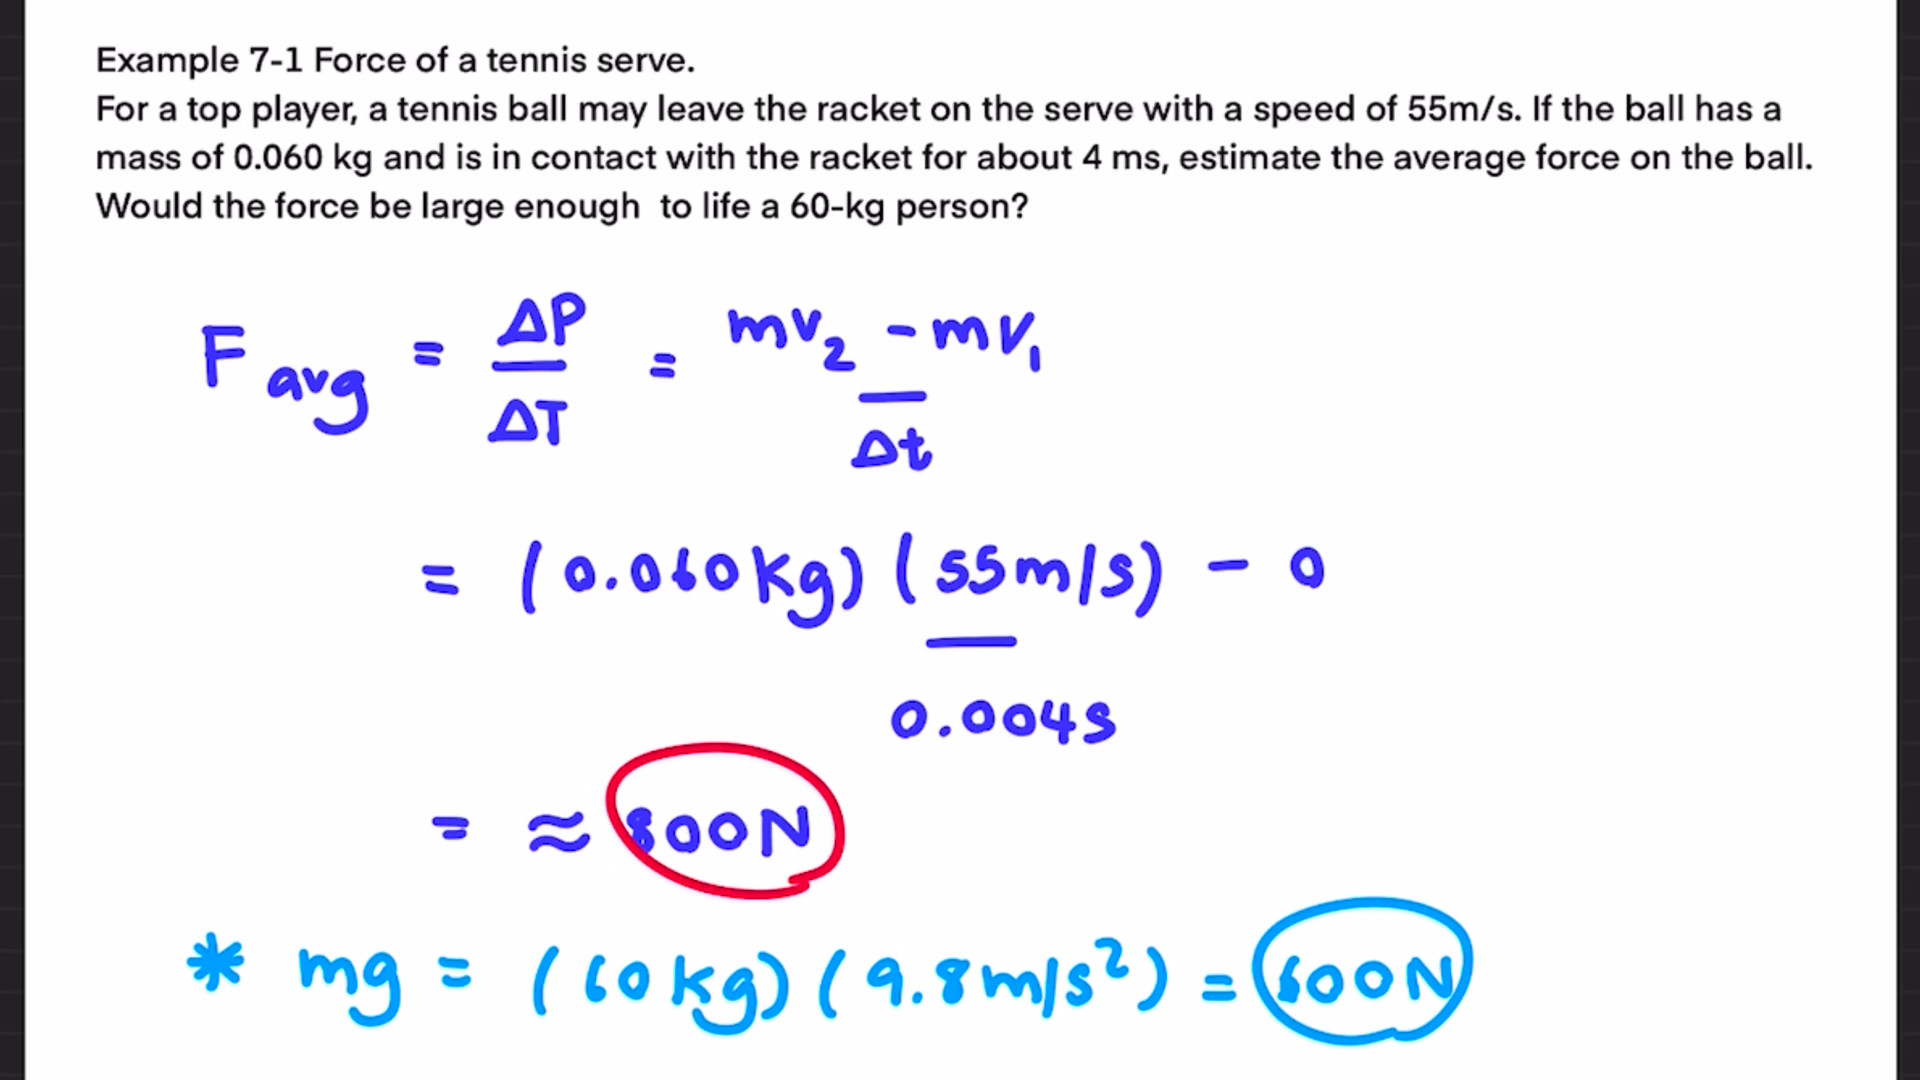 Example 7-1 Force of a tennis serve.
For a top player, a tennis ball may leave the racket on the serve with a speed of 55m/s. If the ball has a
mass of 0.060 kg and is in contact with the racket for about 4 ms, estimate the average force on the ball.
Would the force be large enough to life a 60-kg person?
F avg = ΔP / ΔT = mv₂ - mv₁ / Δt
= (0.060kg) (55m/s) - 0 / 0.004s
= ≈ 800N
* mg = (60kg) (9.8m/s²) = 600N